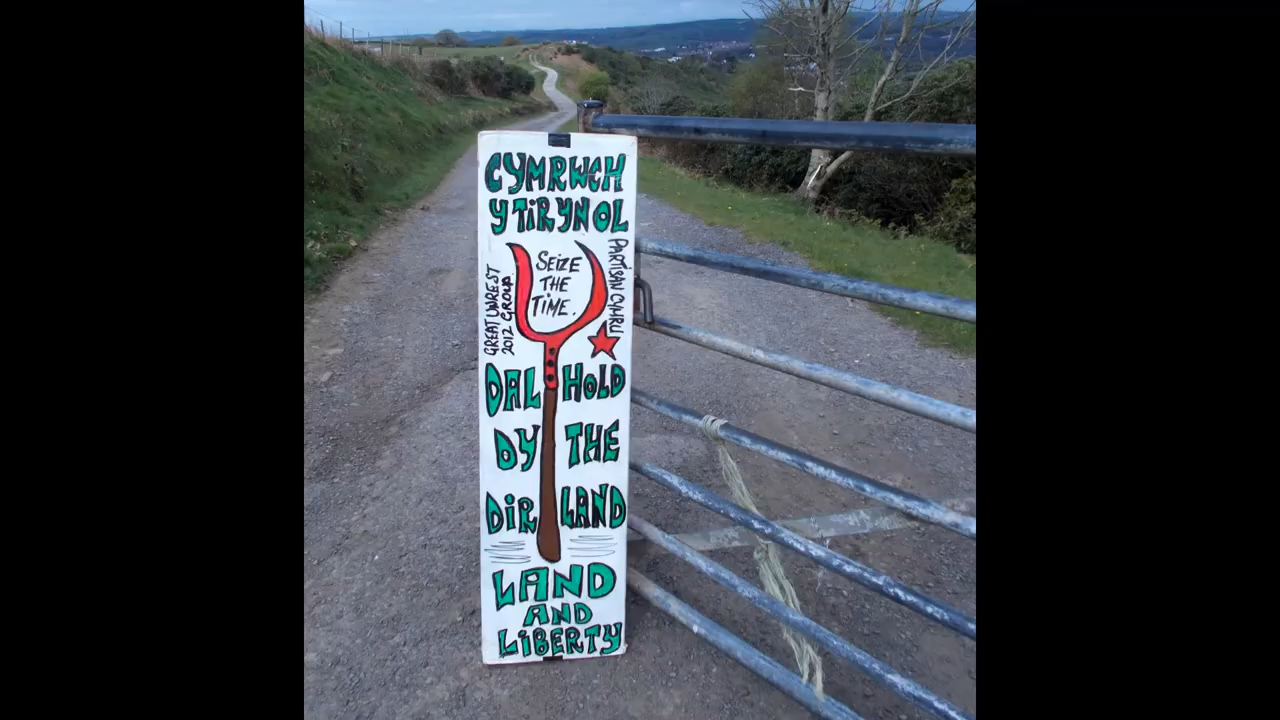 CYMRWCH
Y TiR YN OL
SEIZE
THE
TIME.
GREAT UNREST
2012 GROUP
PARTISAN CYMRU
DAL HOLD
DY THE
DiR LAND
LAND
AND
LiBERTY